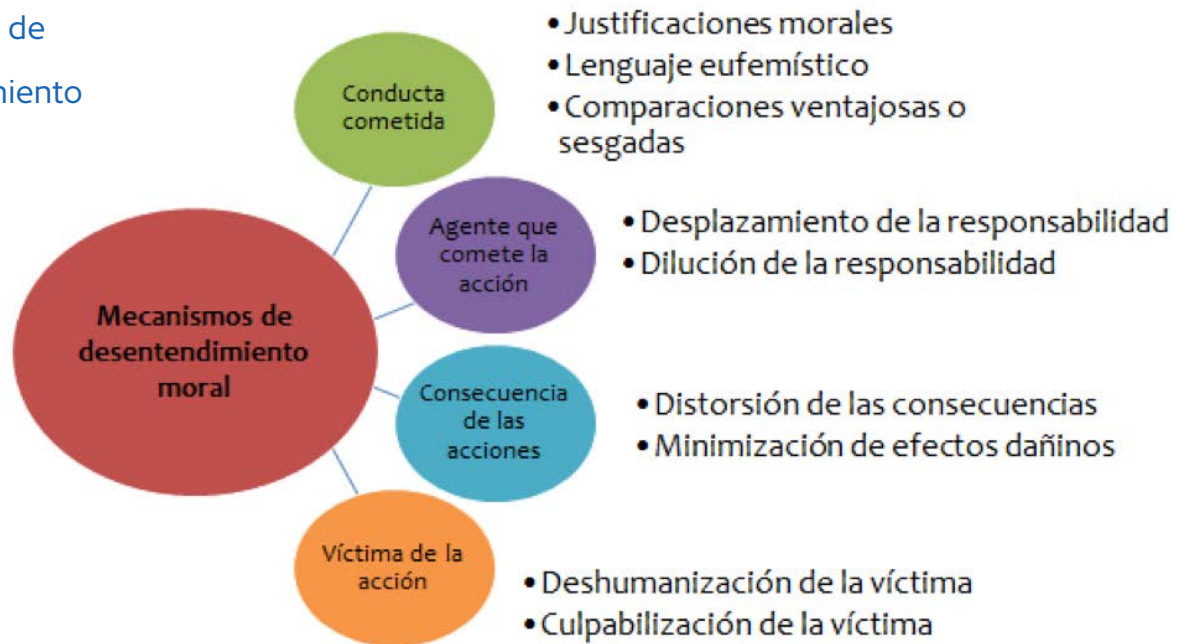 de
miento
Conducta
cometida
• Justificaciones morales
• Lenguaje eufemístico
• Comparaciones ventajosas o
sesgadas
Agente que
comete la
acción
• Desplazamiento de la responsabilidad
• Dilución de la responsabilidad
Mecanismos de
desentendimiento
moral
Consecuencia
de las
acciones
• Distorsión de las consecuencias
• Minimización de efectos dañinos
Víctima de la
acción
• Deshumanización de la víctima
• Culpabilización de la víctima